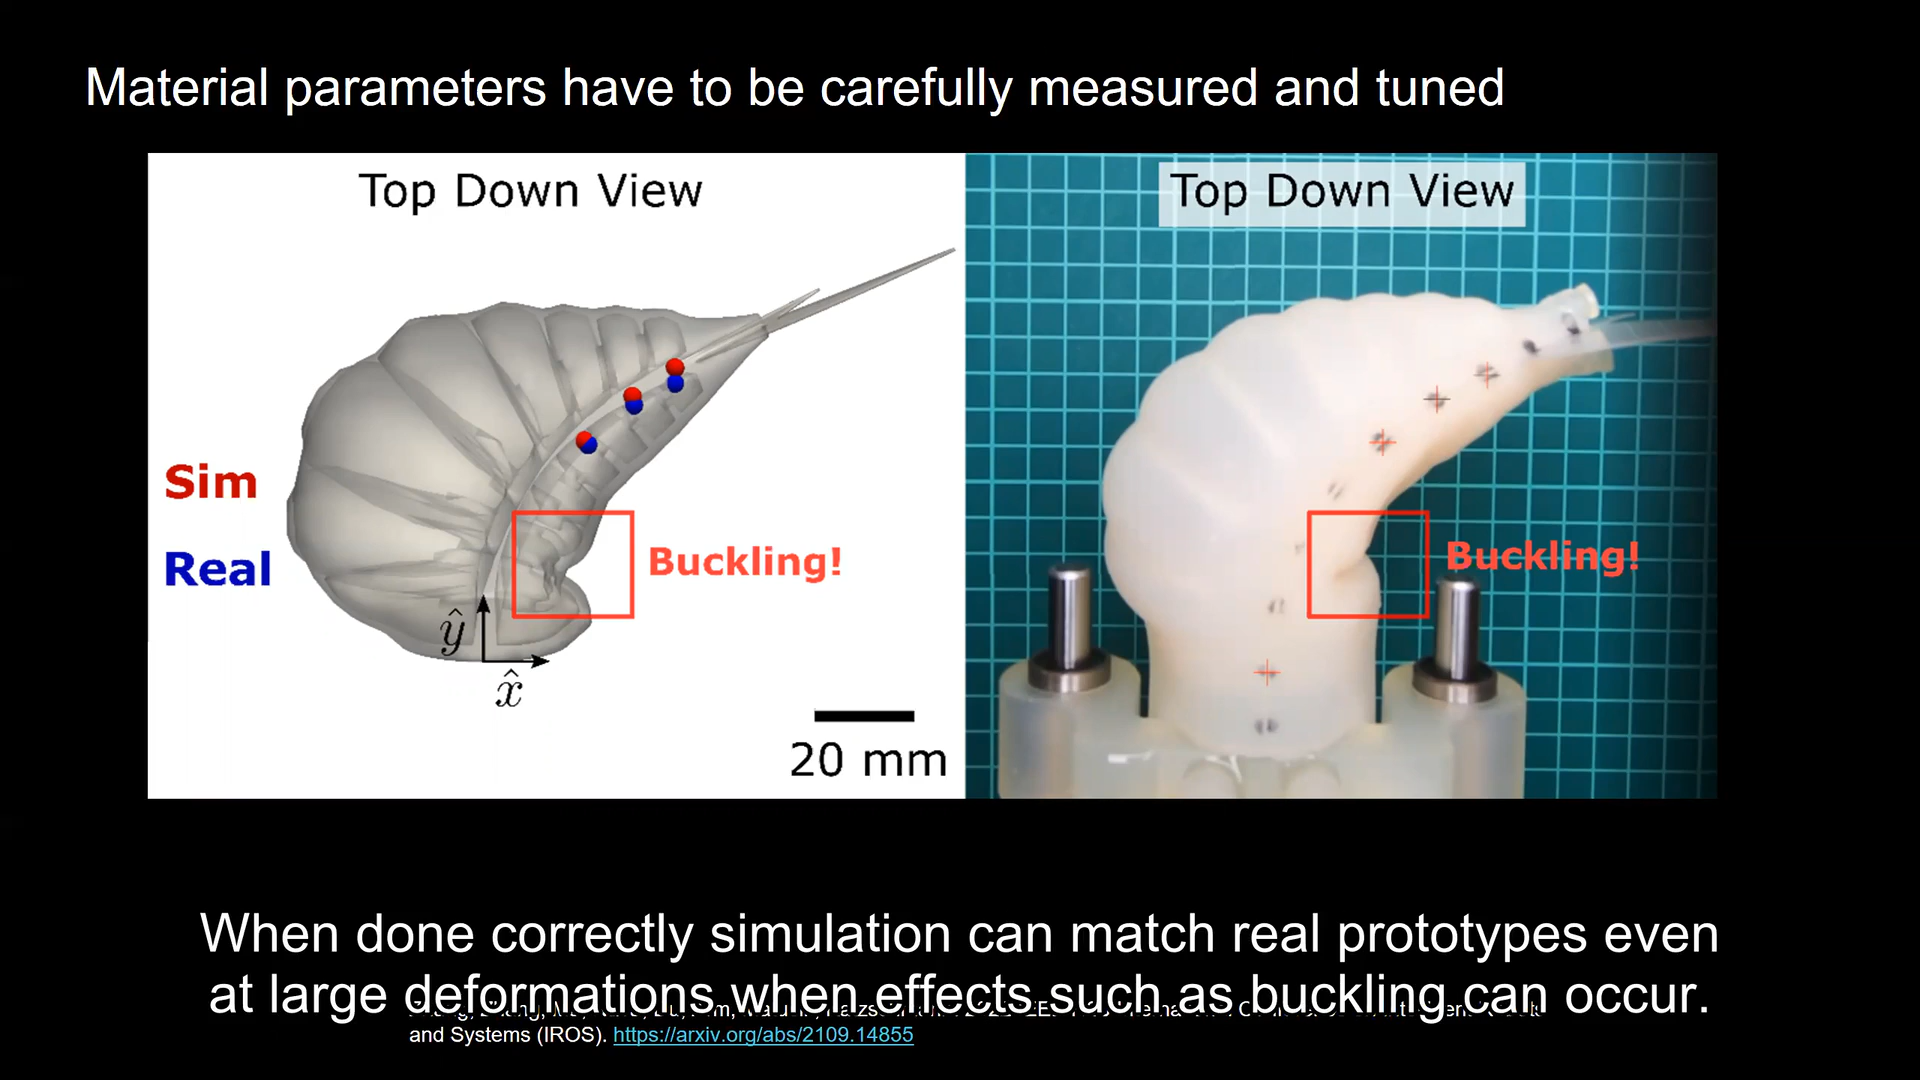 Material parameters have to be carefully measured and tuned
Top Down View
Top Down View
Sim
Real
Buckling!
Buckling!
ŷ
x̂
20 mm
When done correctly simulation can match real prototypes even
at large deformations when effects such as buckling can occur.
and Systems (IROS). https://arxiv.org/abs/2109.14855